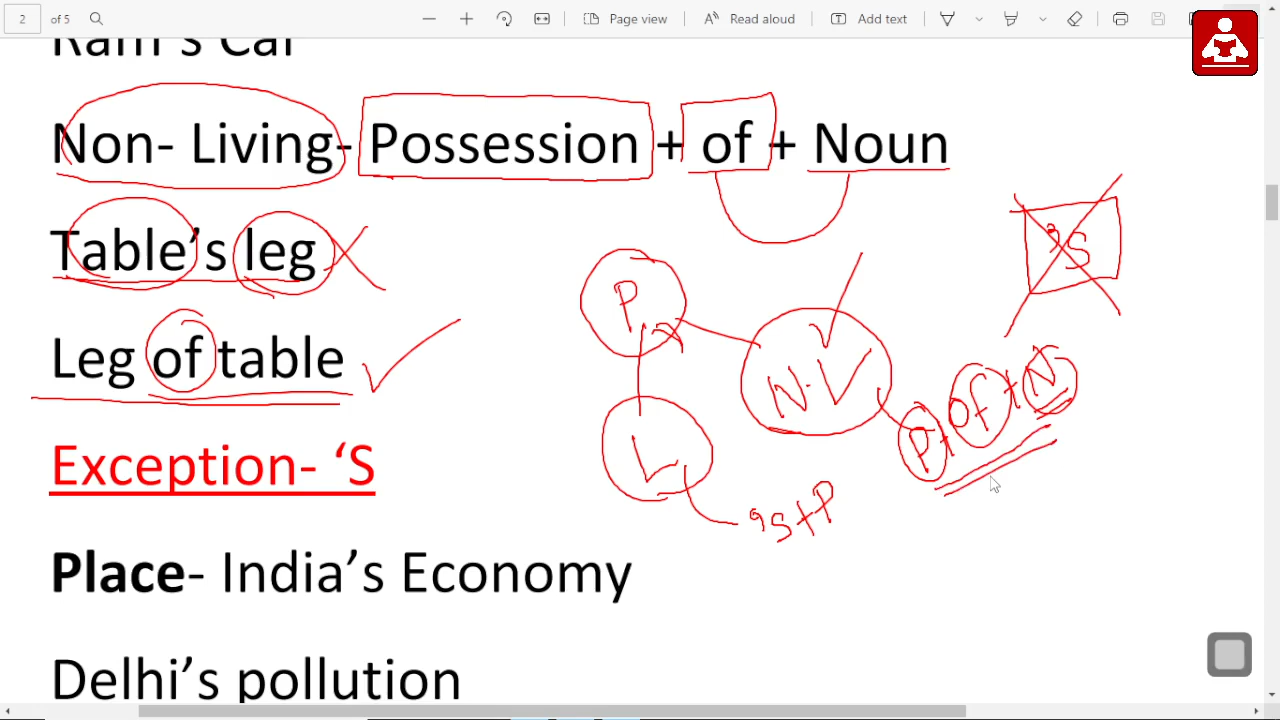 2 of 5 Page view Read aloud Add text
Ram's Car
Non- Living- Possession + of + Noun
Table's leg
's
P
Leg of table
N.V
P + of + N
Exception- ‘S
L
's+P
Place- India’s Economy
Delhi’s pollution